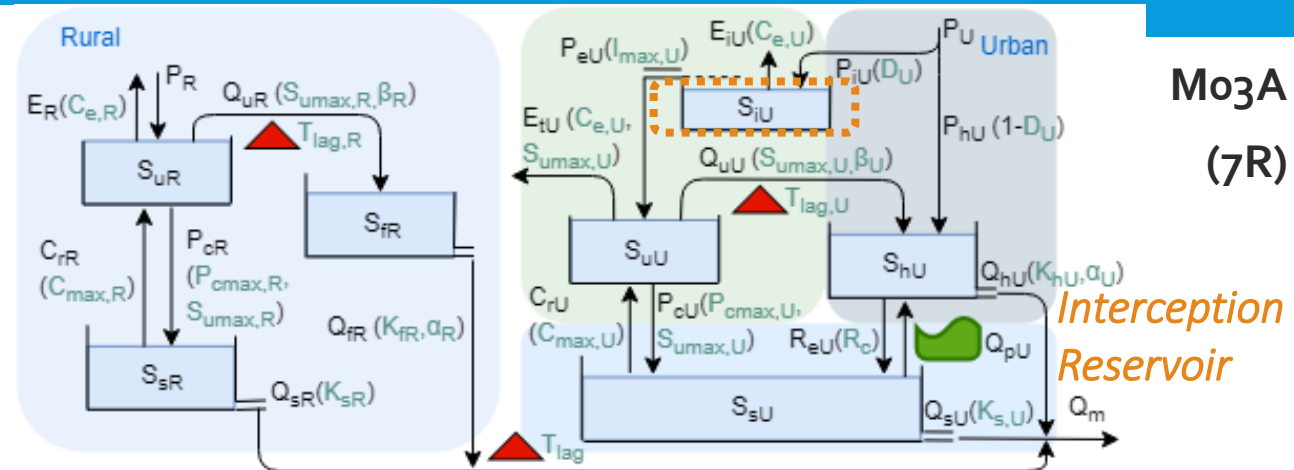 Rural
P_R
E_R(C_e,R)
Q_uR (S_umax,R,β_R)
T_lag,R
S_uR
S_fR
C_rR
(C_max,R)
P_cR
(P_cmax,R,
S_umax,R)
Q_fR (K_fR,α_R)
S_sR
Q_sR(K_sR)
T_lag
Urban
P_U
E_iU(C_e,U)
P_eU(I_max,U)
P_iU(D_U)
S_iU
E_tU (C_e,U,
S_umax,U)
P_hU (1-D_U)
Q_uU (S_umax,U,β_U)
T_lag,U
S_uU
S_hU
Q_hU(K_hU,α_U)
C_rU
(C_max,U)
P_cU(P_cmax,U,
S_umax,U)
R_eU(R_c)
Q_pU
S_sU
Q_sU(K_s,U)
Q_m
M03A
(7R)
Interception
Reservoir